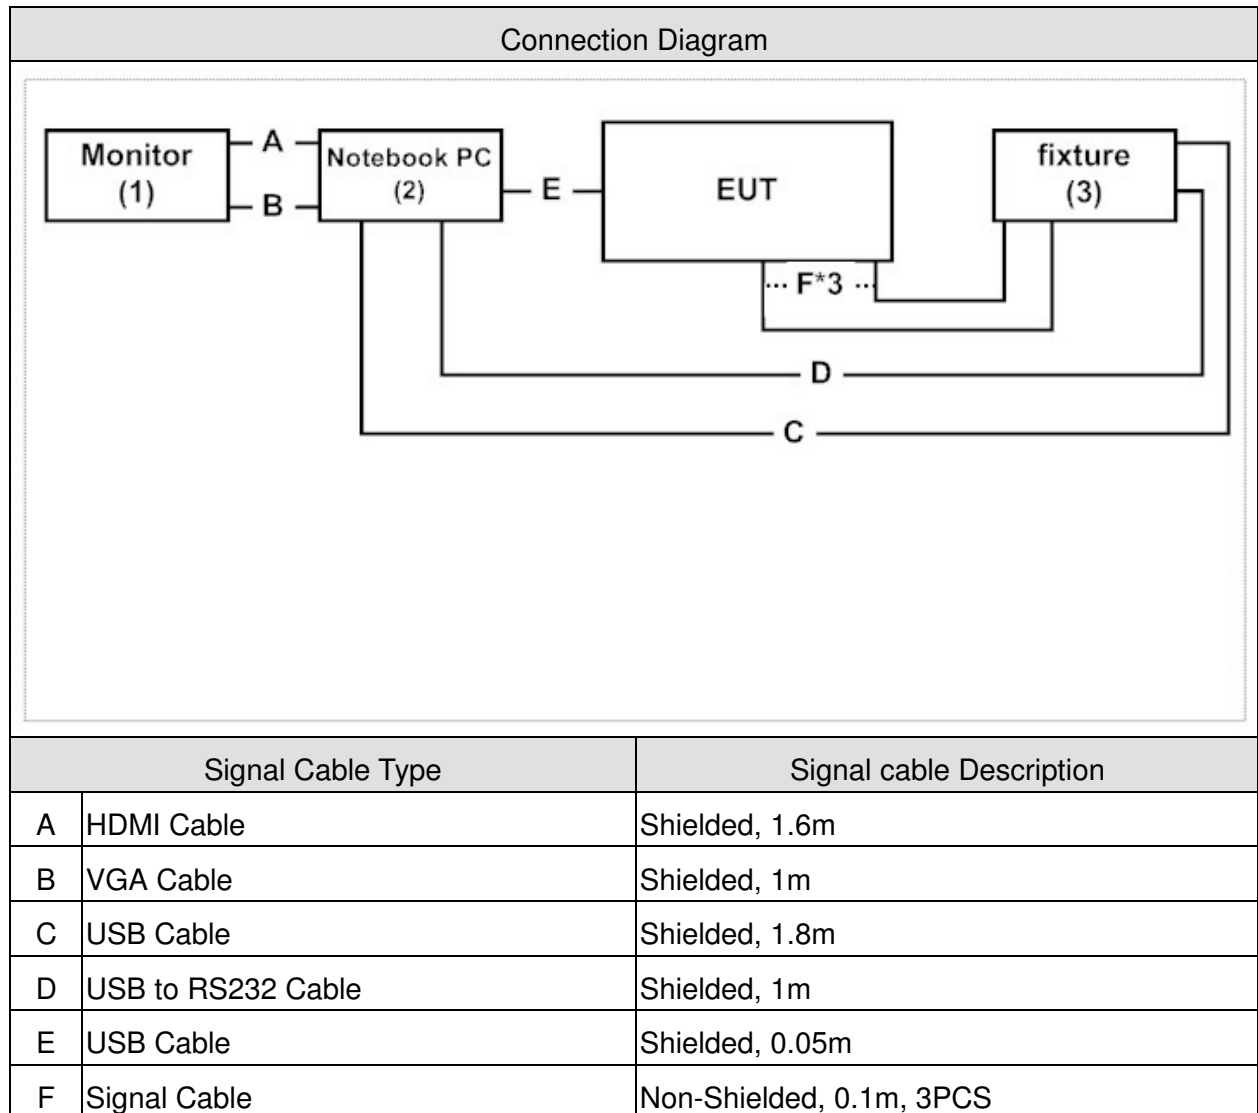 Connection Diagram
Monitor
(1)
A
B
Notebook PC
(2)
E
EUT
fixture
(3)
... F*3 ...
D
C
Signal Cable Type
Signal cable Description
A HDMI Cable Shielded, 1.6m
B VGA Cable Shielded, 1m
C USB Cable Shielded, 1.8m
D USB to RS232 Cable Shielded, 1m
E USB Cable Shielded, 0.05m
F Signal Cable Non-Shielded, 0.1m, 3PCS